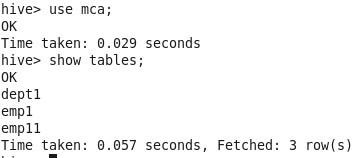 hive> use mca;
OK
Time taken: 0.029 seconds
hive> show tables;
OK
dept1
emp1
emp11
Time taken: 0.057 seconds, Fetched: 3 row(s)